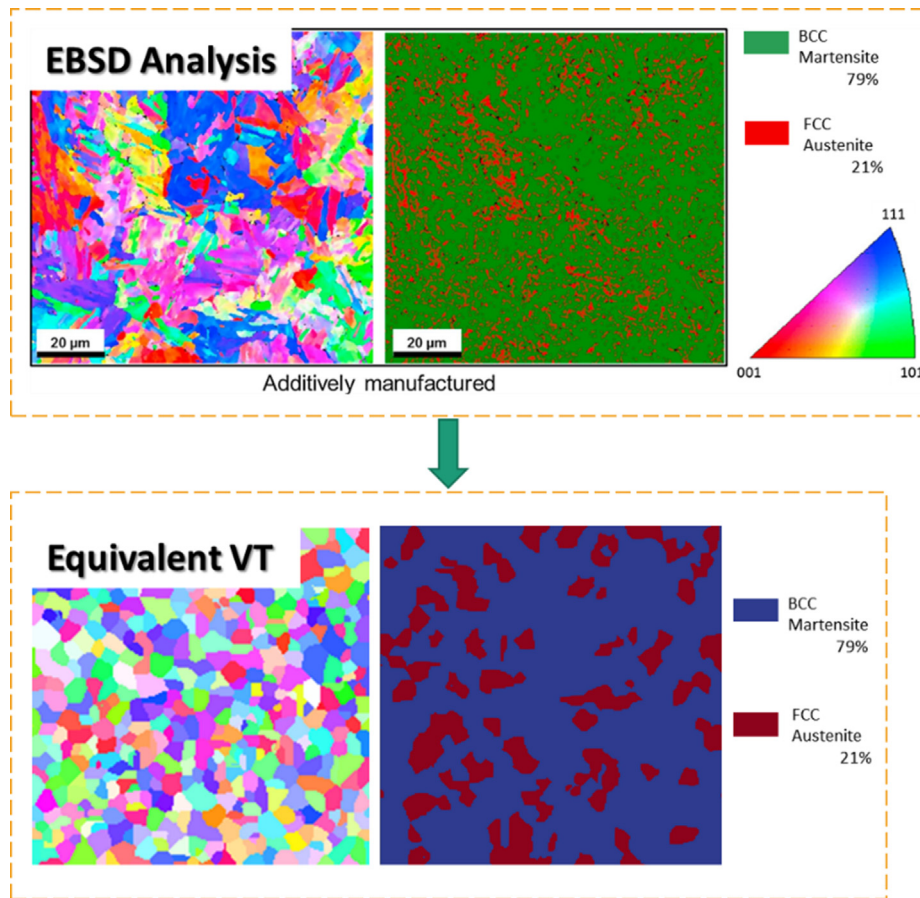 EBSD Analysis
BCC
Martensite
79%
FCC
Austenite
21%
111
001
101
20 μm
20 μm
Additively manufactured
Equivalent VT
BCC
Martensite
79%
FCC
Austenite
21%